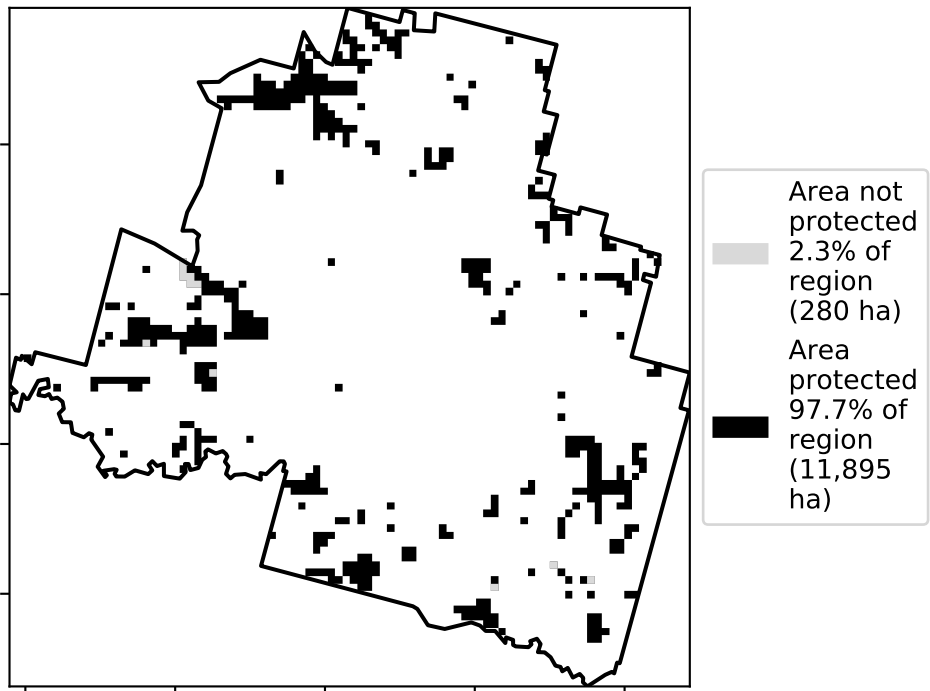 Area not
protected
2.3% of
region
(280 ha)
Area
protected
97.7% of
region
(11,895
ha)